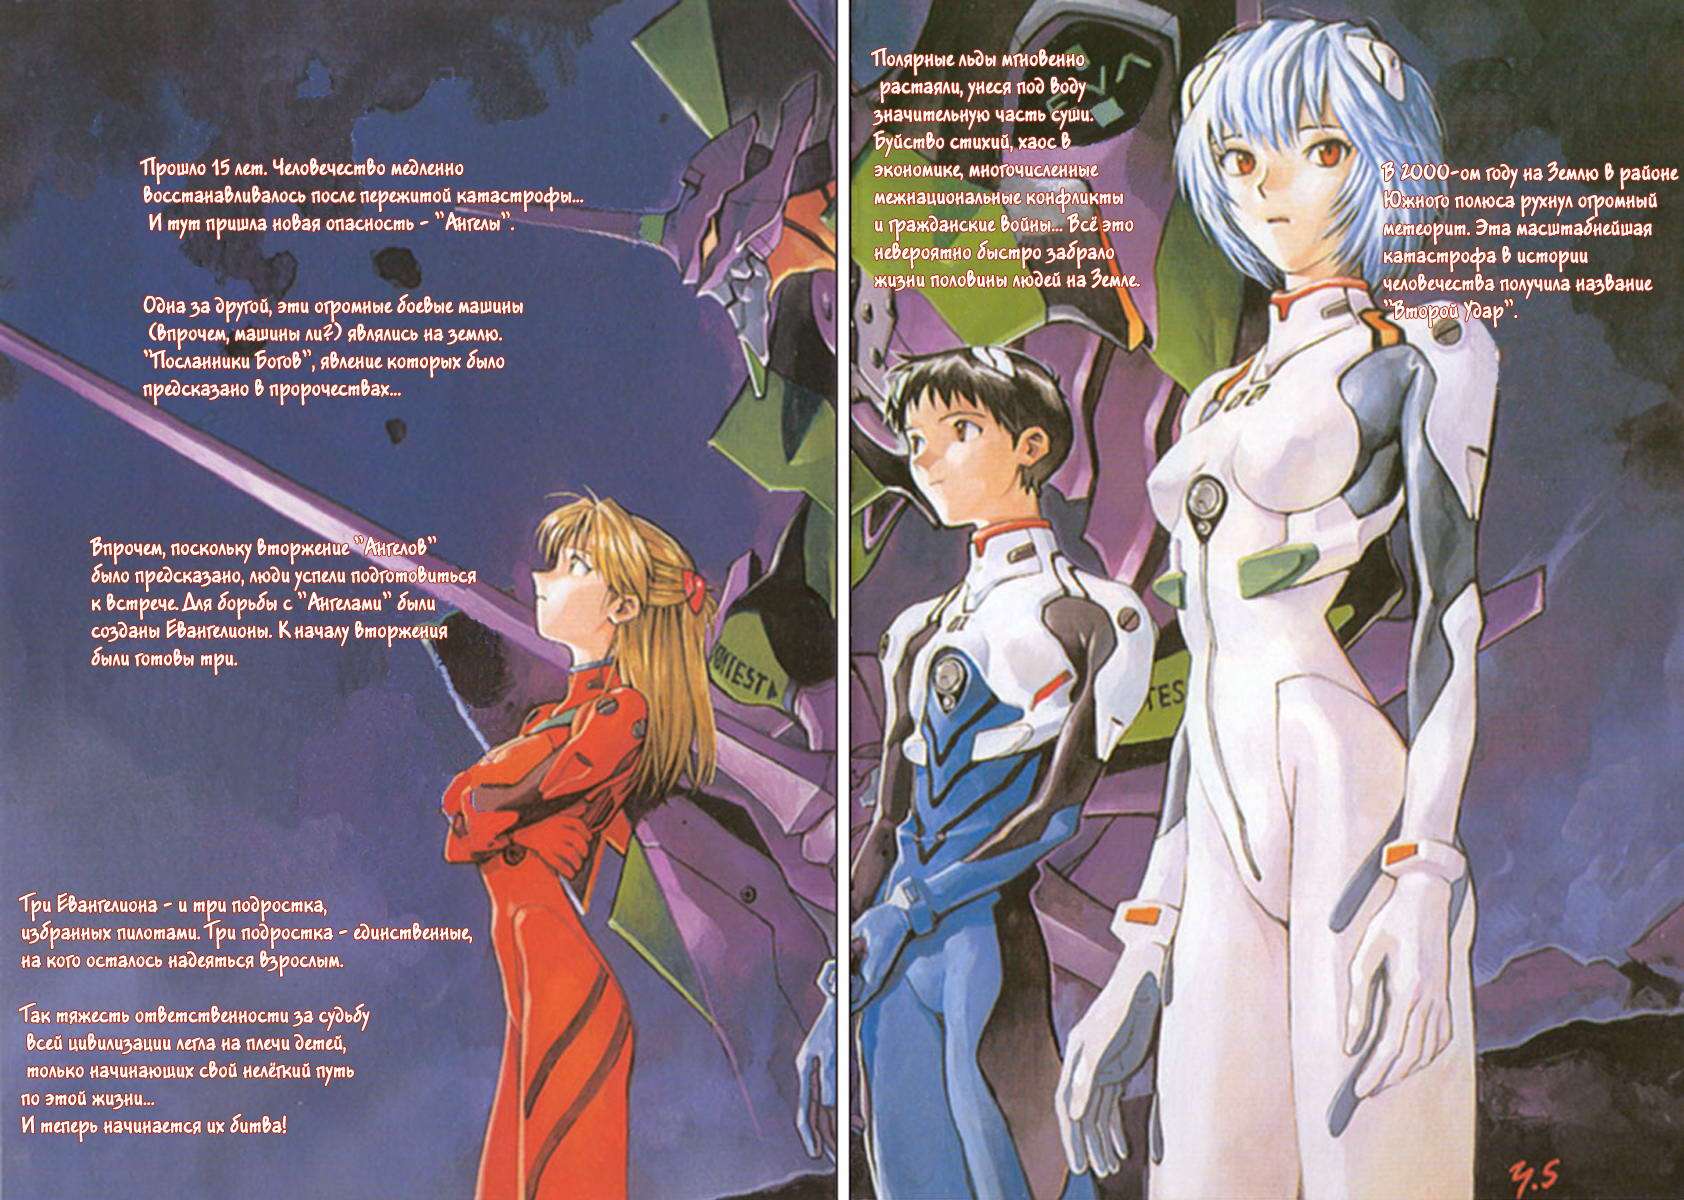 В 2000-ом году на Землю в районе
Южного полюса рухнул огромный
метеорит. Эта масштабнейшая
катастрофа в истории
человечества получила название
"Второй Удар".
Полярные льды мгновенно
растаяли, унеся под воду
значительную часть суши.
Буйство стихий, хаос в
экономике, многочисленные
межнациональные конфликты
и гражданские войны... Всё это
невероятно быстро забрало
жизни половины людей на Земле.
Прошло 15 лет. Человечество медленно
восстанавливалось после пережитой катастрофы...
И тут пришла новая опасность - "Ангелы".
Одна за другой, эти огромные боевые машины
(впрочем, машины ли?) являлись на землю.
"Посланники Богов", явление которых было
предсказано в пророчествах...
Впрочем, поскольку вторжение "Ангелов"
было предсказано, люди успели подготовиться
к встрече. Для борьбы с "Ангелами" были
созданы Евангелионы. К началу вторжения
были готовы три.
Три Евангелиона - и три подростка,
избранных пилотами. Три подростка - единственные,
на кого осталось надеяться взрослым.
Так тяжесть ответственности за судьбу
всей цивилизации легла на плечи детей,
только начинающих свой нелёгкий путь
по этой жизни...
И теперь начинается их битва!
TES
Y.S